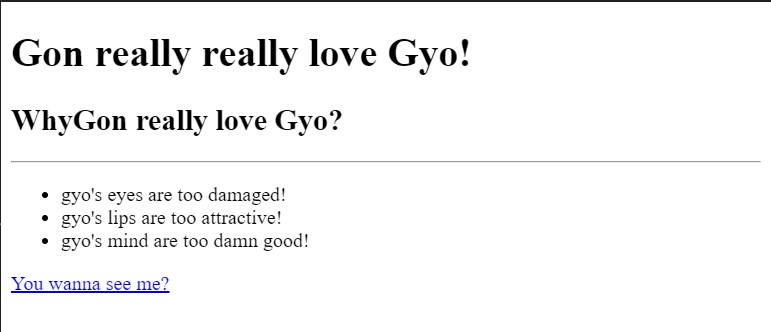 Gon really really love Gyo!
WhyGon really love Gyo?
gyo's eyes are too damaged!
gyo's lips are too attractive!
gyo's mind are too damn good!
You wanna see me?